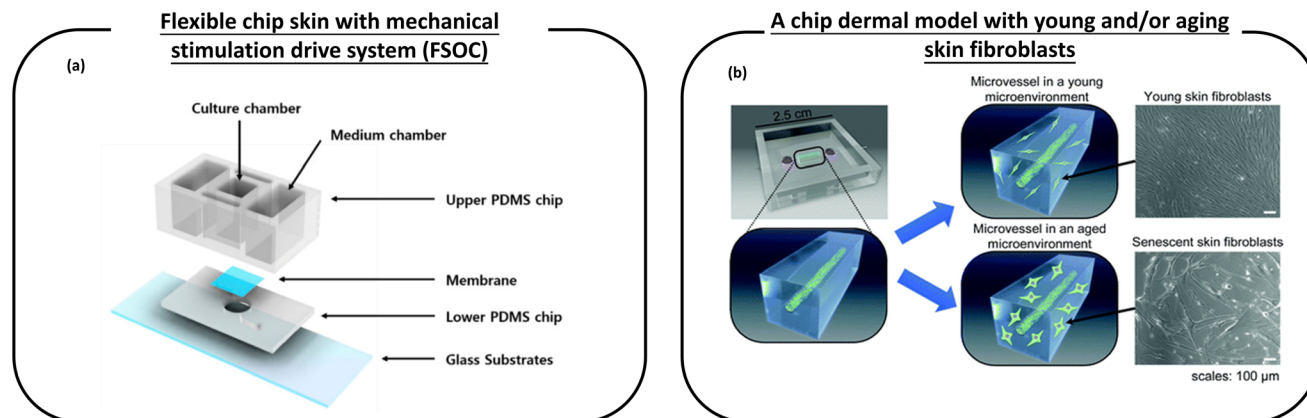 Flexible chip skin with mechanical
stimulation drive system (FSOC)
(a)
Culture chamber
Medium chamber
Upper PDMS chip
Membrane
Lower PDMS chip
Glass Substrates
A chip dermal model with young and/or aging
skin fibroblasts
(b)
2.5 cm
Microvessel in a young
microenvironment
Young skin fibroblasts
Microvessel in an aged
microenvironment
Senescent skin fibroblasts
scales: 100 μm